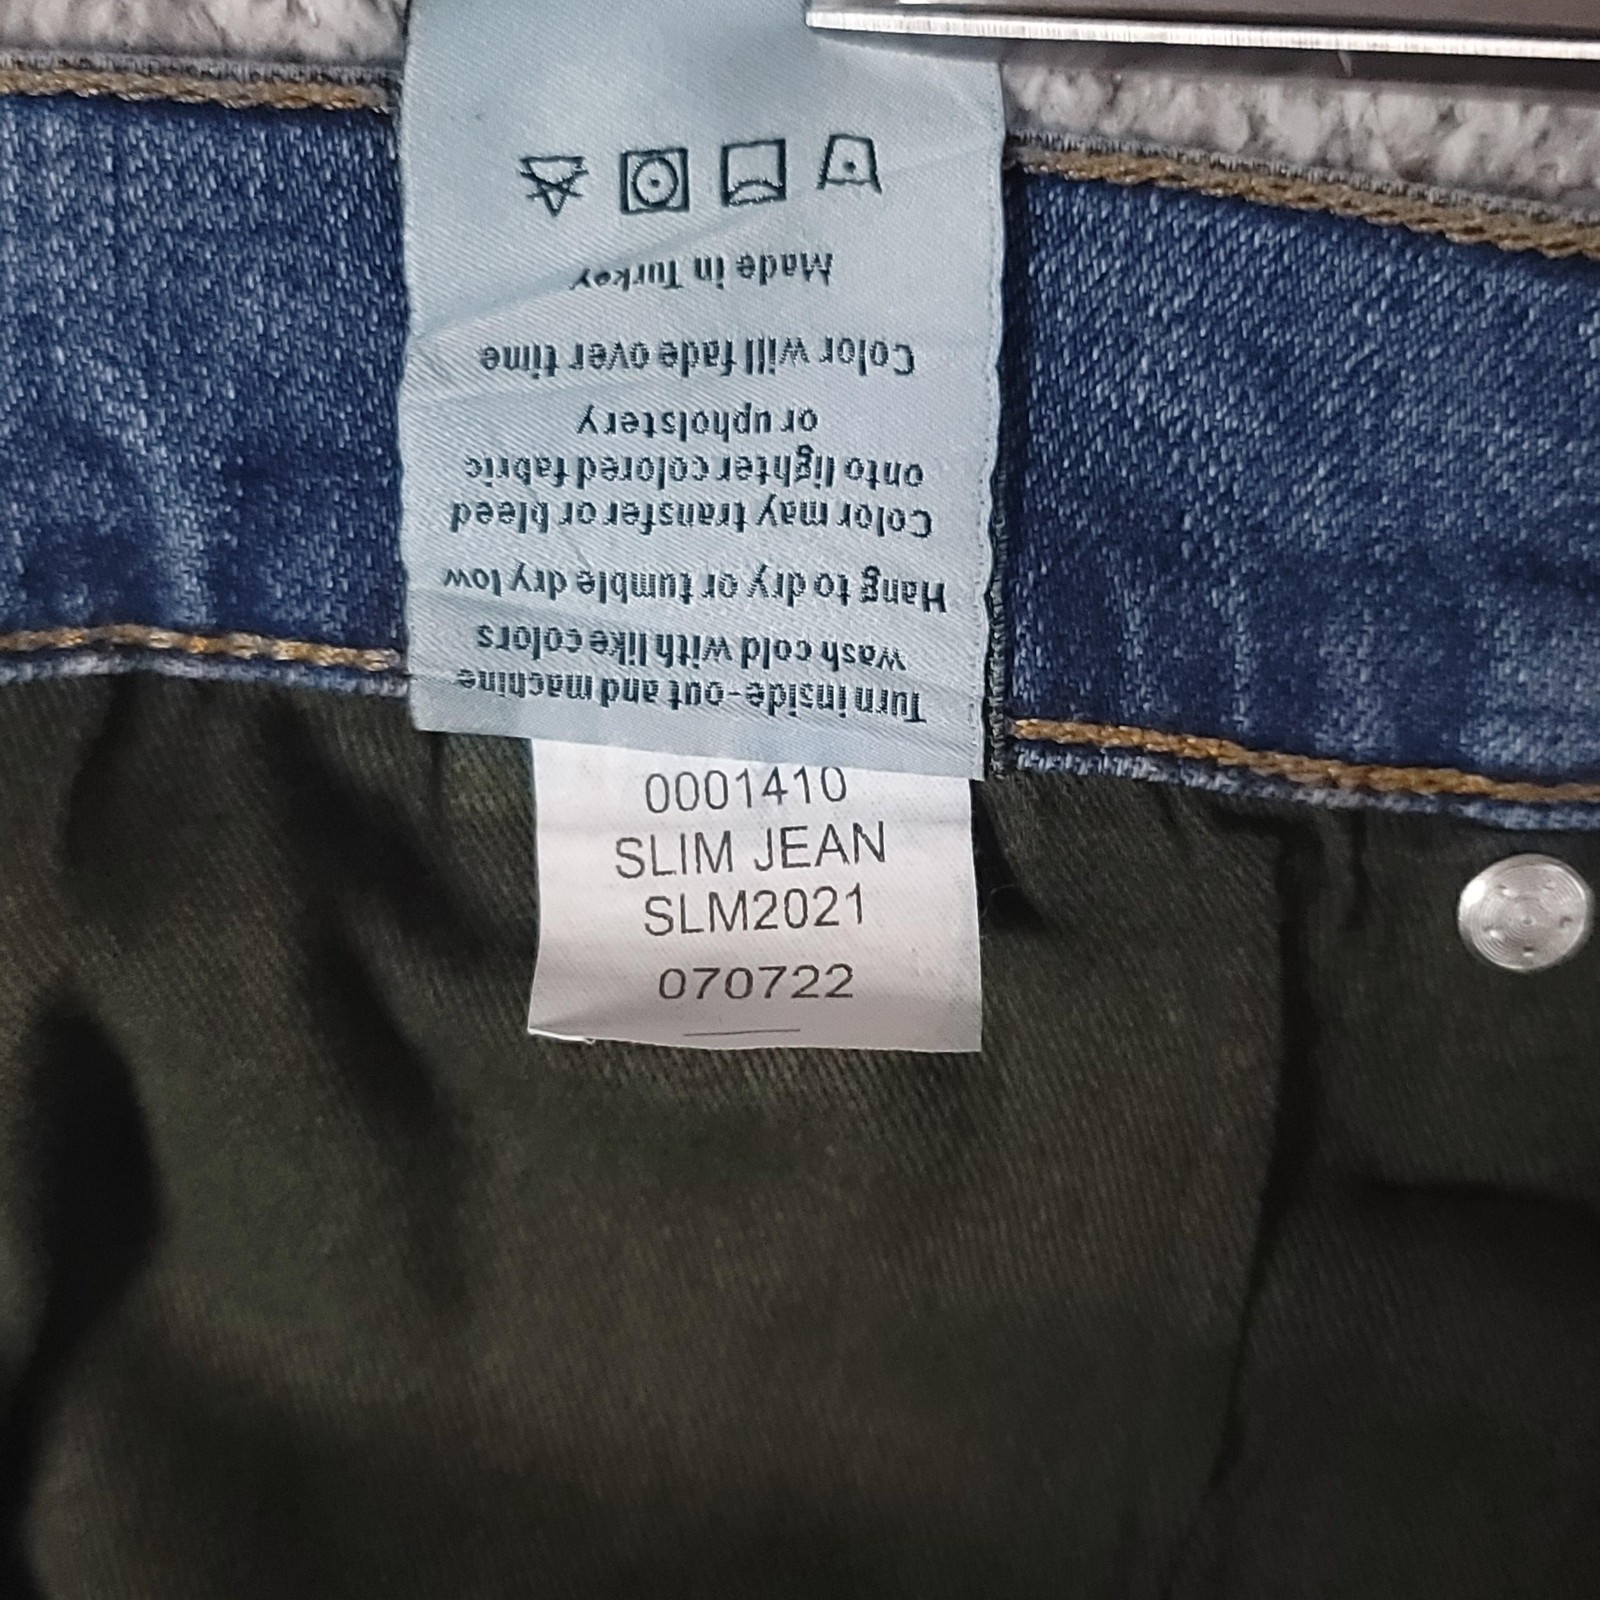 Turn inside-out and machine
wash cold with like colors
Hang to dry or tumble dry low
Color may transfer or bleed
onto lighter colored fabric
or upholstery
Color will fade over time
Made in Turkey
0001410
SLIM JEAN
SLM2021
070722